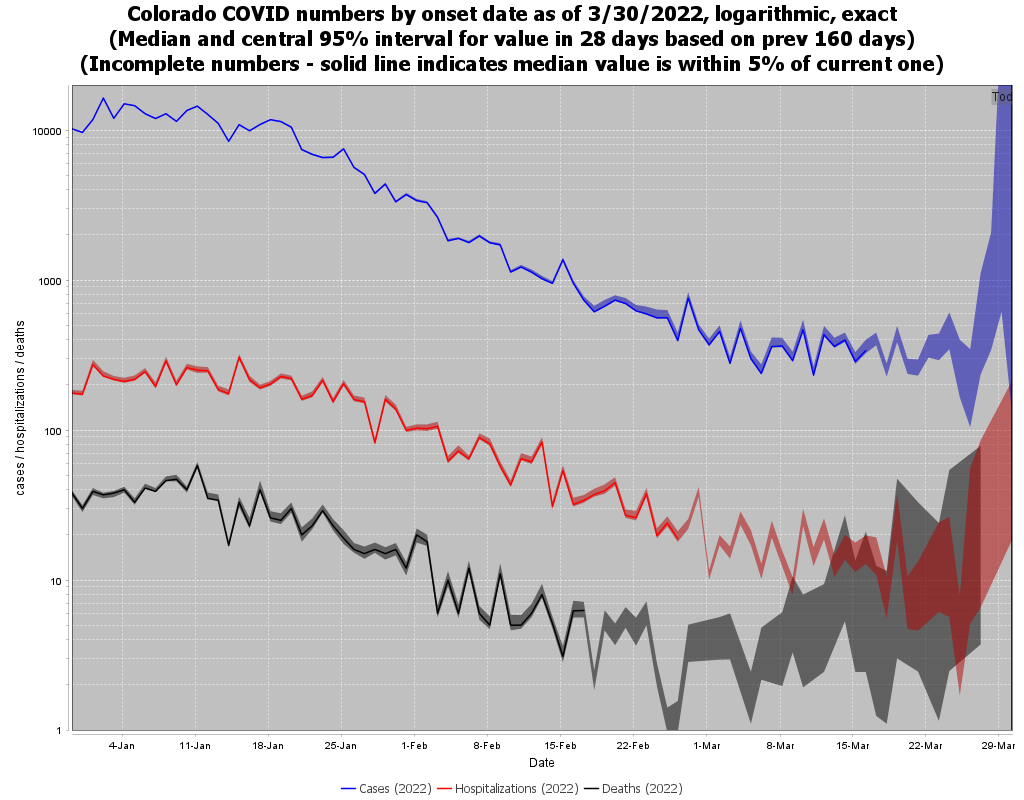 Colorado COVID numbers by onset date as of 3/30/2022, logarithmic, exact
(Median and central 95% interval for value in 28 days based on prev 160 days)
(Incomplete numbers - solid line indicates median value is within 5% of current one)
Tod
10000
1000
100
10
1
cases / hospitalizations / deaths
4-Jan 11-Jan 18-Jan 25-Jan 1-Feb 8-Feb 15-Feb 22-Feb 1-Mar 8-Mar 15-Mar 22-Mar 29-Mar
Date
Cases (2022) Hospitalizations (2022) Deaths (2022)